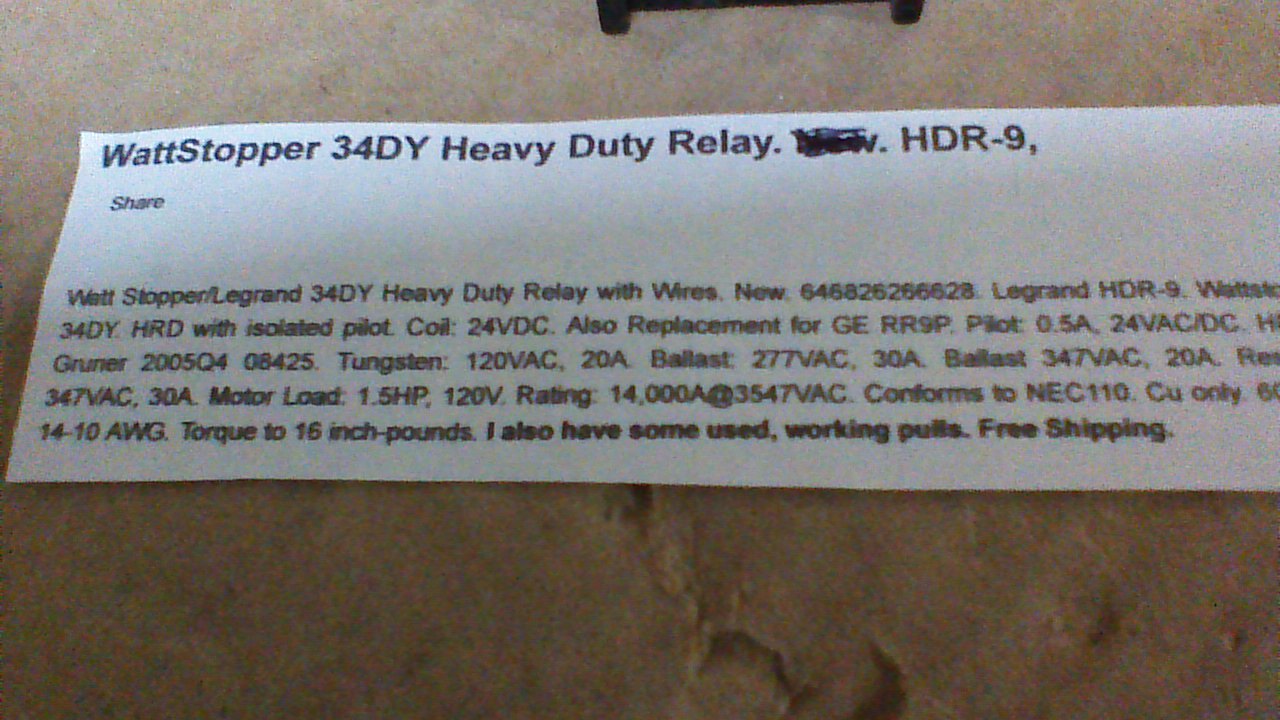 WattStopper 34DY Heavy Duty Relay. HDR-9,
Share
Watt Stopper/Legrand 34DY Heavy Duty Relay with Wires. New. 646826266628. Legrand HDR-9.
34DY. HRD with isolated pilot. Coil: 24VDC. Also Replacement for GE RR9P. Pilot: 0.5A, 24VAC/DC.
Gruner 2005Q4 08425. Tungsten: 120VAC, 20A. Ballast: 277VAC, 30A. Ballast 347VAC, 20A.
347VAC, 30A. Motor Load: 1.5HP, 120V. Rating: 14,000A@3547VAC. Conforms to NEC110. Cu only.
14-10 AWG. Torque to 16 inch-pounds. I also have some used, working pulls. Free Shipping.